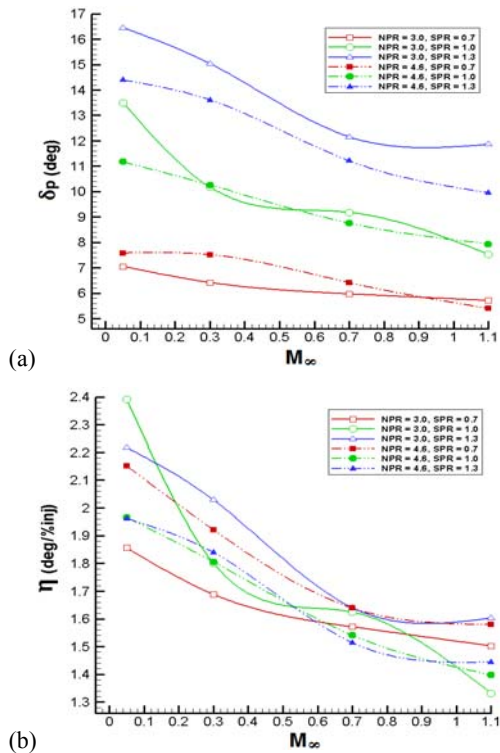 17
16
15
14
13
12
11
10
9
8
7
6
5
δp (deg)
NPR = 3.0, SPR = 0.7
NPR = 3.0, SPR = 1.0
NPR = 3.0, SPR = 1.3
NPR = 4.6, SPR = 0.7
NPR = 4.6, SPR = 1.0
NPR = 4.6, SPR = 1.3
0 0.1 0.2 0.3 0.4 0.5 0.6 0.7 0.8 0.9 1 1.1
M∞
(a)
2.4
2.3
2.2
2.1
2
1.9
1.8
1.7
1.6
1.5
1.4
1.3
η (deg/%inj)
NPR = 3.0, SPR = 0.7
NPR = 3.0, SPR = 1.0
NPR = 3.0, SPR = 1.3
NPR = 4.6, SPR = 0.7
NPR = 4.6, SPR = 1.0
NPR = 4.6, SPR = 1.3
0 0.1 0.2 0.3 0.4 0.5 0.6 0.7 0.8 0.9 1 1.1
M∞
(b)